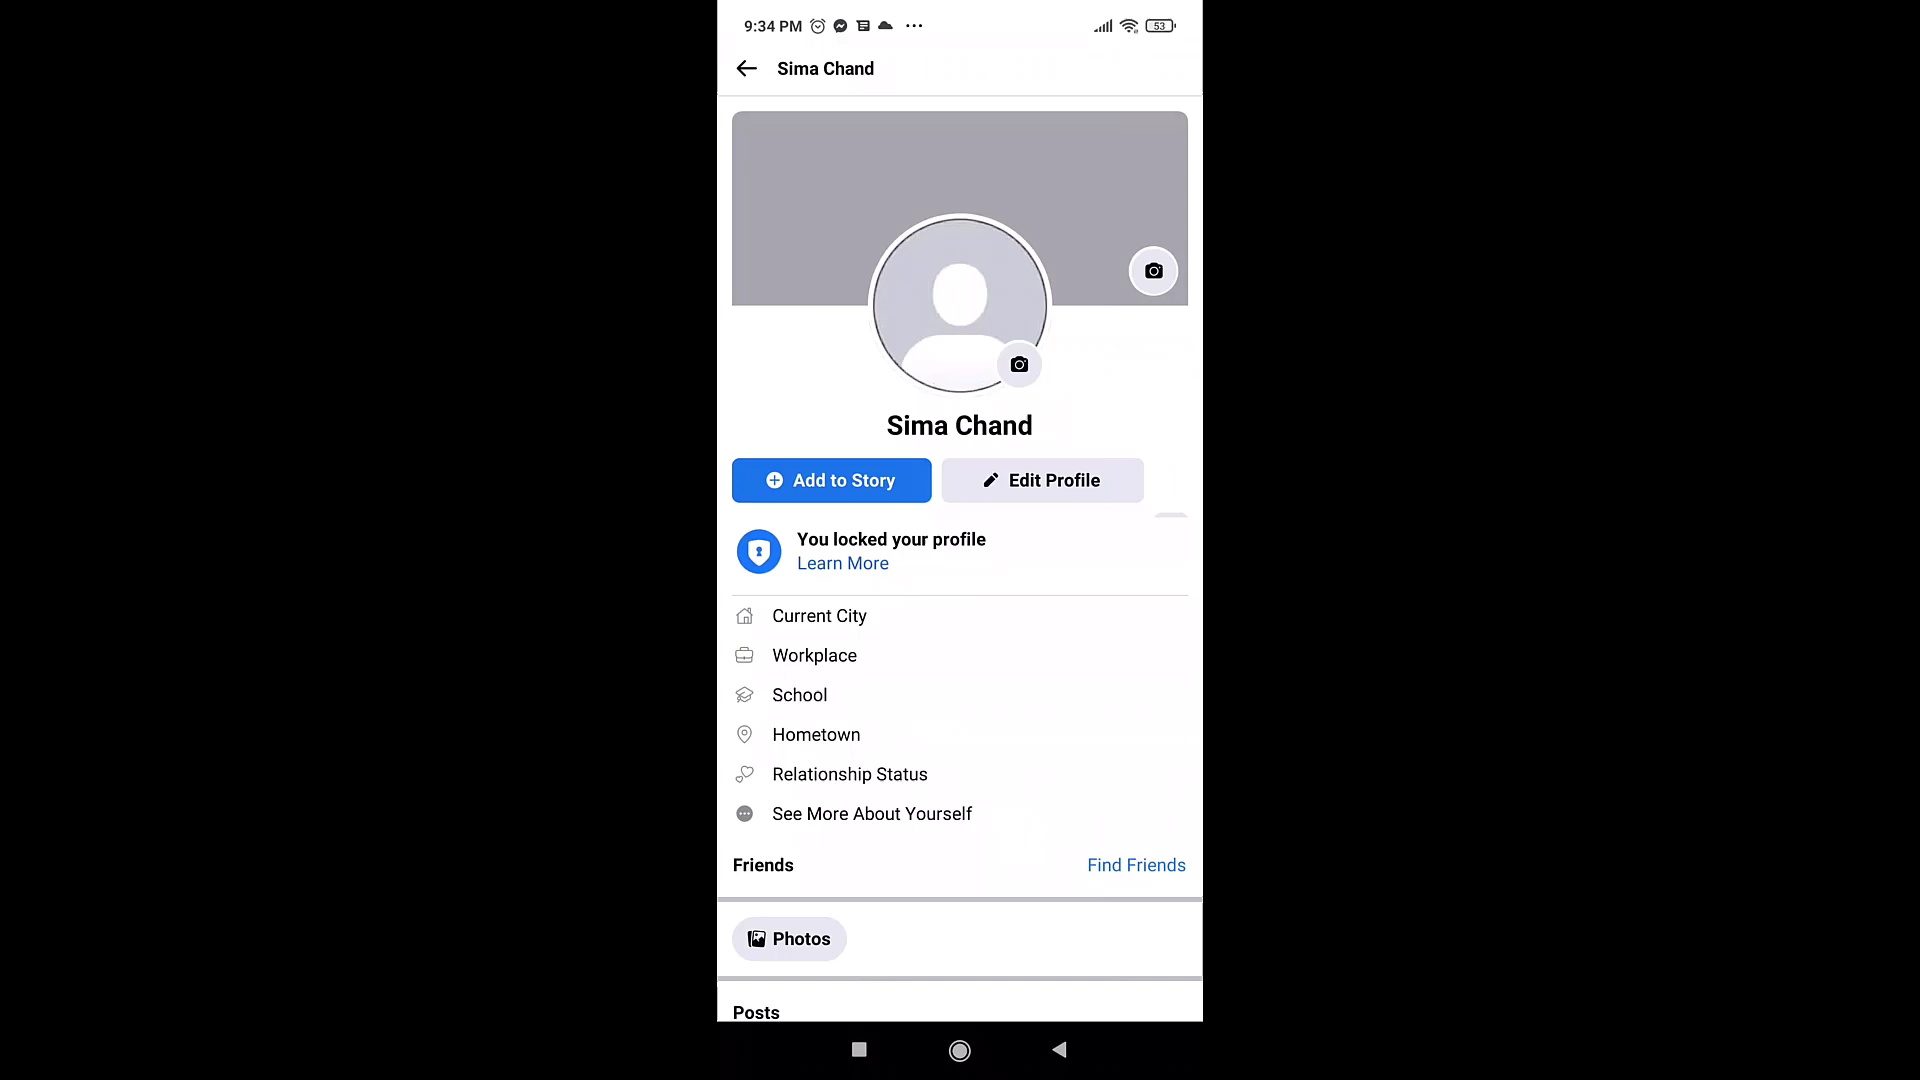 9:34 PM
53
Sima Chand
Sima Chand
Add to Story
Edit Profile
You locked your profile
Learn More
Current City
Workplace
School
Hometown
Relationship Status
See More About Yourself
Friends
Find Friends
Photos
Posts